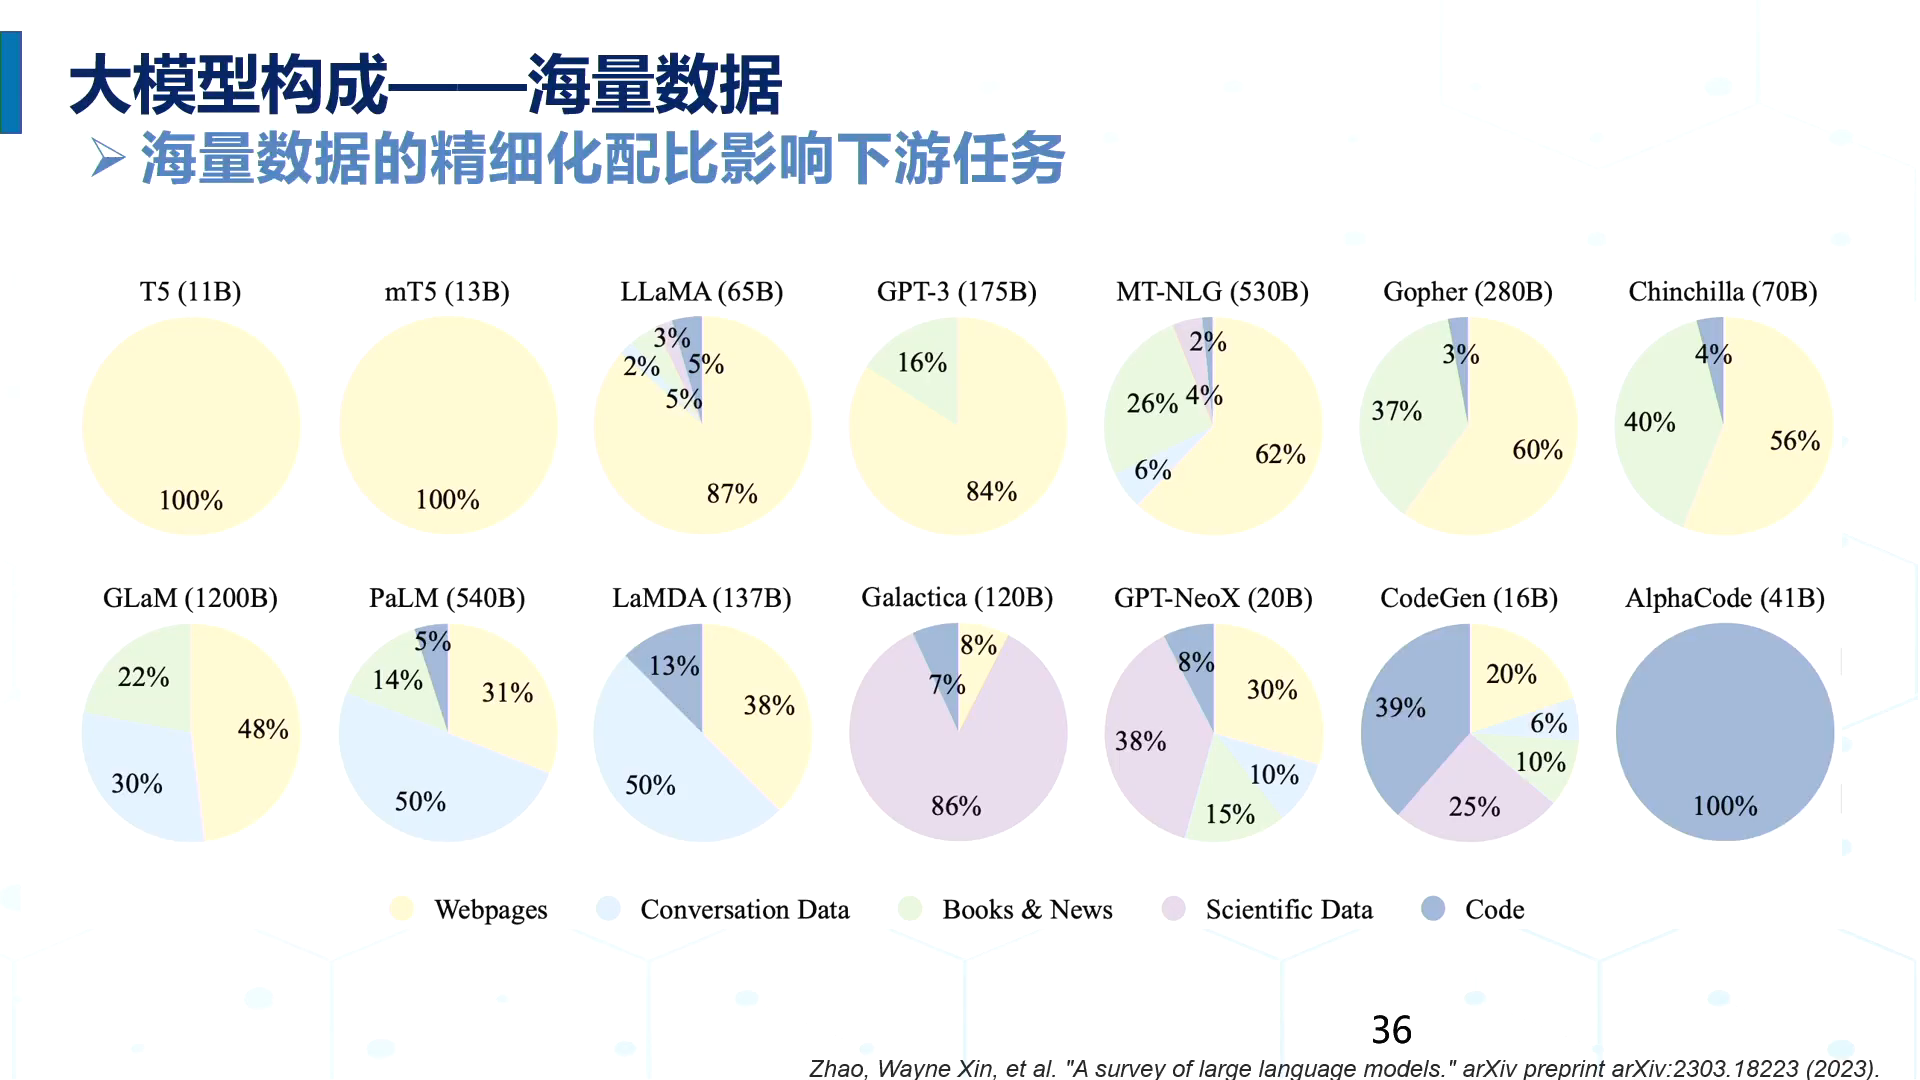 大模型构成——海量数据
海量数据的精细化配比影响下游任务
T5 (11B)
100%
mT5 (13B)
100%
LLaMA (65B)
3%
2%
5%
5%
87%
GPT-3 (175B)
16%
84%
MT-NLG (530B)
2%
26%
4%
6%
62%
Gopher (280B)
3%
37%
60%
Chinchilla (70B)
4%
40%
56%
GLaM (1200B)
22%
48%
30%
PaLM (540B)
5%
14%
31%
50%
LaMDA (137B)
13%
38%
50%
Galactica (120B)
8%
7%
86%
GPT-NeoX (20B)
8%
30%
38%
10%
15%
CodeGen (16B)
20%
39%
6%
10%
25%
AlphaCode (41B)
100%
Webpages
Conversation Data
Books & News
Scientific Data
Code
36
Zhao, Wayne Xin, et al. "A survey of large language models." arXiv preprint arXiv:2303.18223 (2023).